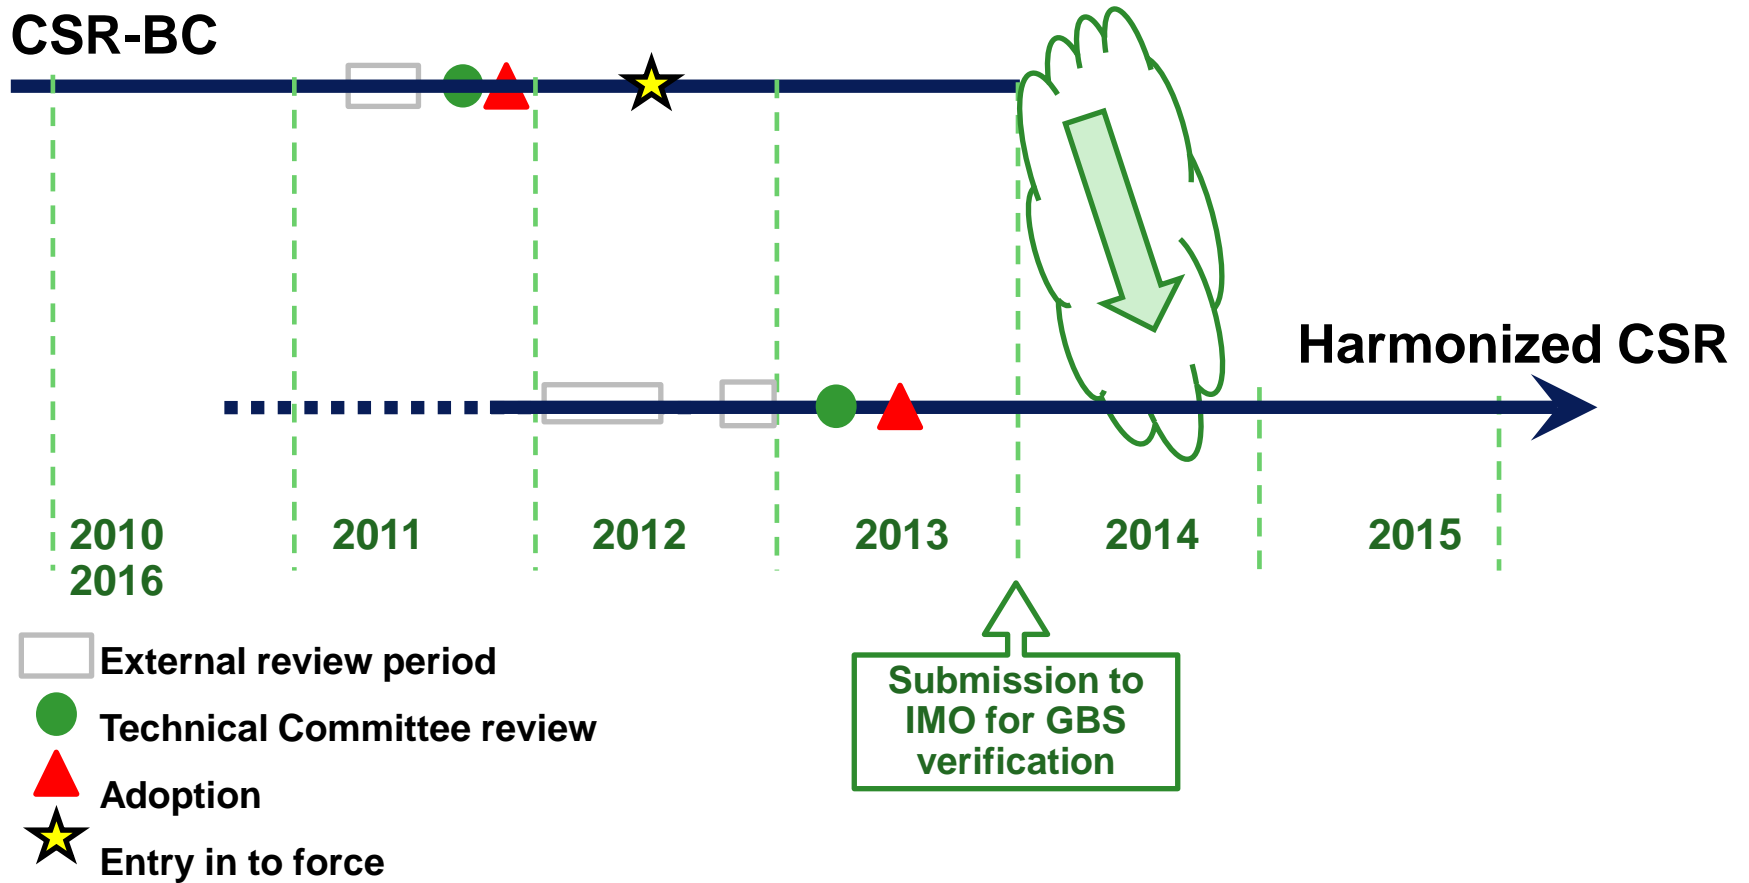 CSR-BC
Harmonized CSR
2010 2011 2012 2013 2014 2015
2016
Submission to
IMO for GBS
verification
External review period
Technical Committee review
Adoption
Entry in to force